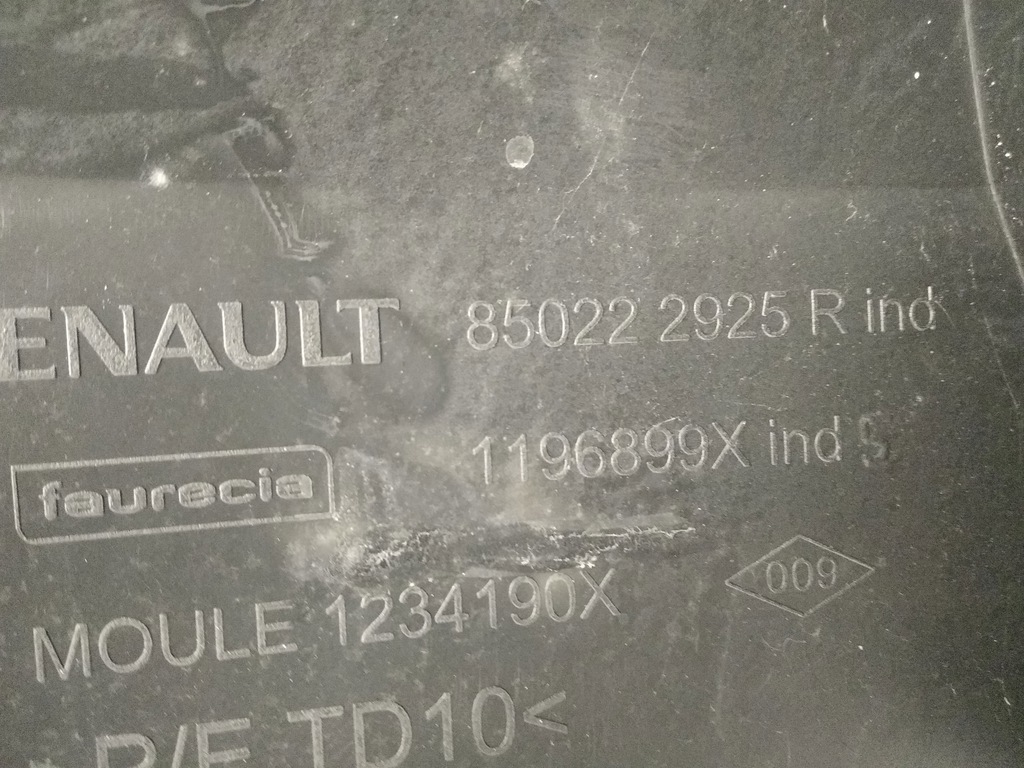 ENAULT 85022 2925 R ind
faurecia 1196899X ind S
MOULE 1234190X 009
P/E TD10<